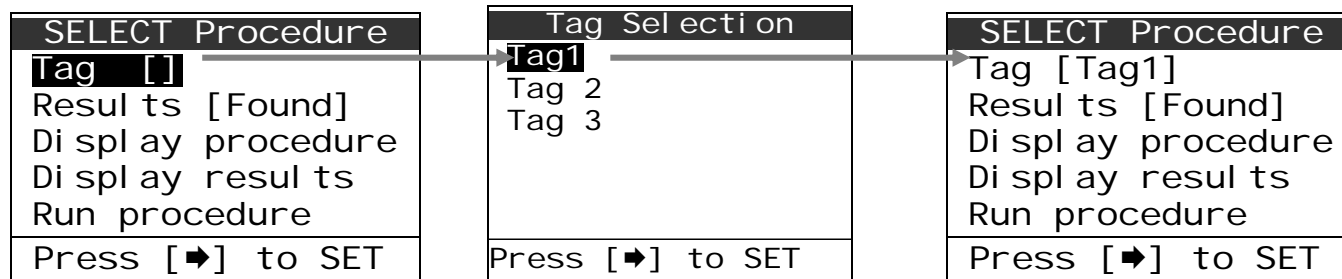 SELECT Procedure
Tag []
Results [Found]
Display procedure
Display results
Run procedure
Press [➡] to SET
Tag Selection
Tag1
Tag 2
Tag 3
Press [➡] to SET
SELECT Procedure
Tag [Tag1]
Results [Found]
Display procedure
Display results
Run procedure
Press [➡] to SET